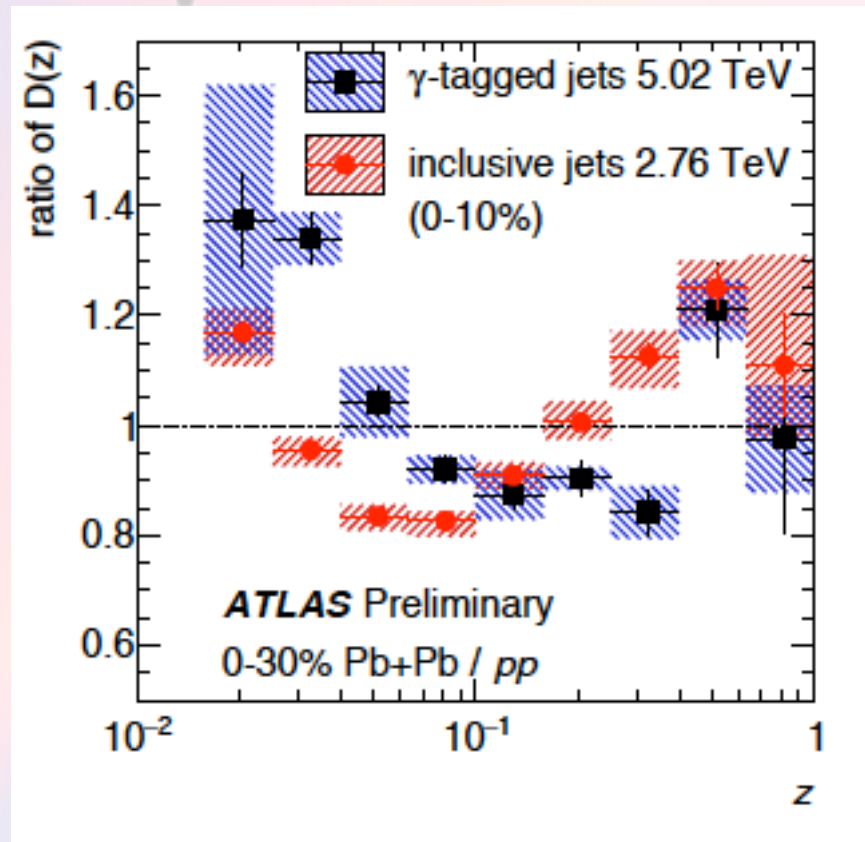 ratio of D(z)
1.6
1.4
1.2
1
0.8
0.6
γ-tagged jets 5.02 TeV
inclusive jets 2.76 TeV
(0-10%)
ATLAS Preliminary
0-30% Pb+Pb / pp
10⁻² 10⁻¹ 1
z